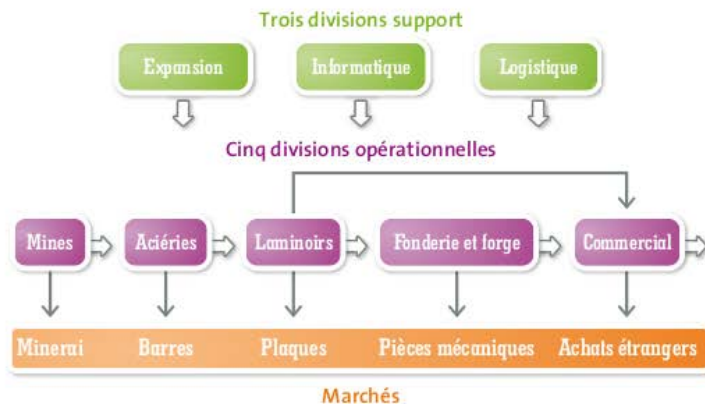 Trois divisions support
Expansion Informatique Logistique
Cinq divisions opérationnelles
Mines Aciéries Laminoirs Fonderie et forge Commercial
Minerai Barres Plaques Pièces mécaniques Achats étrangers
Marchés